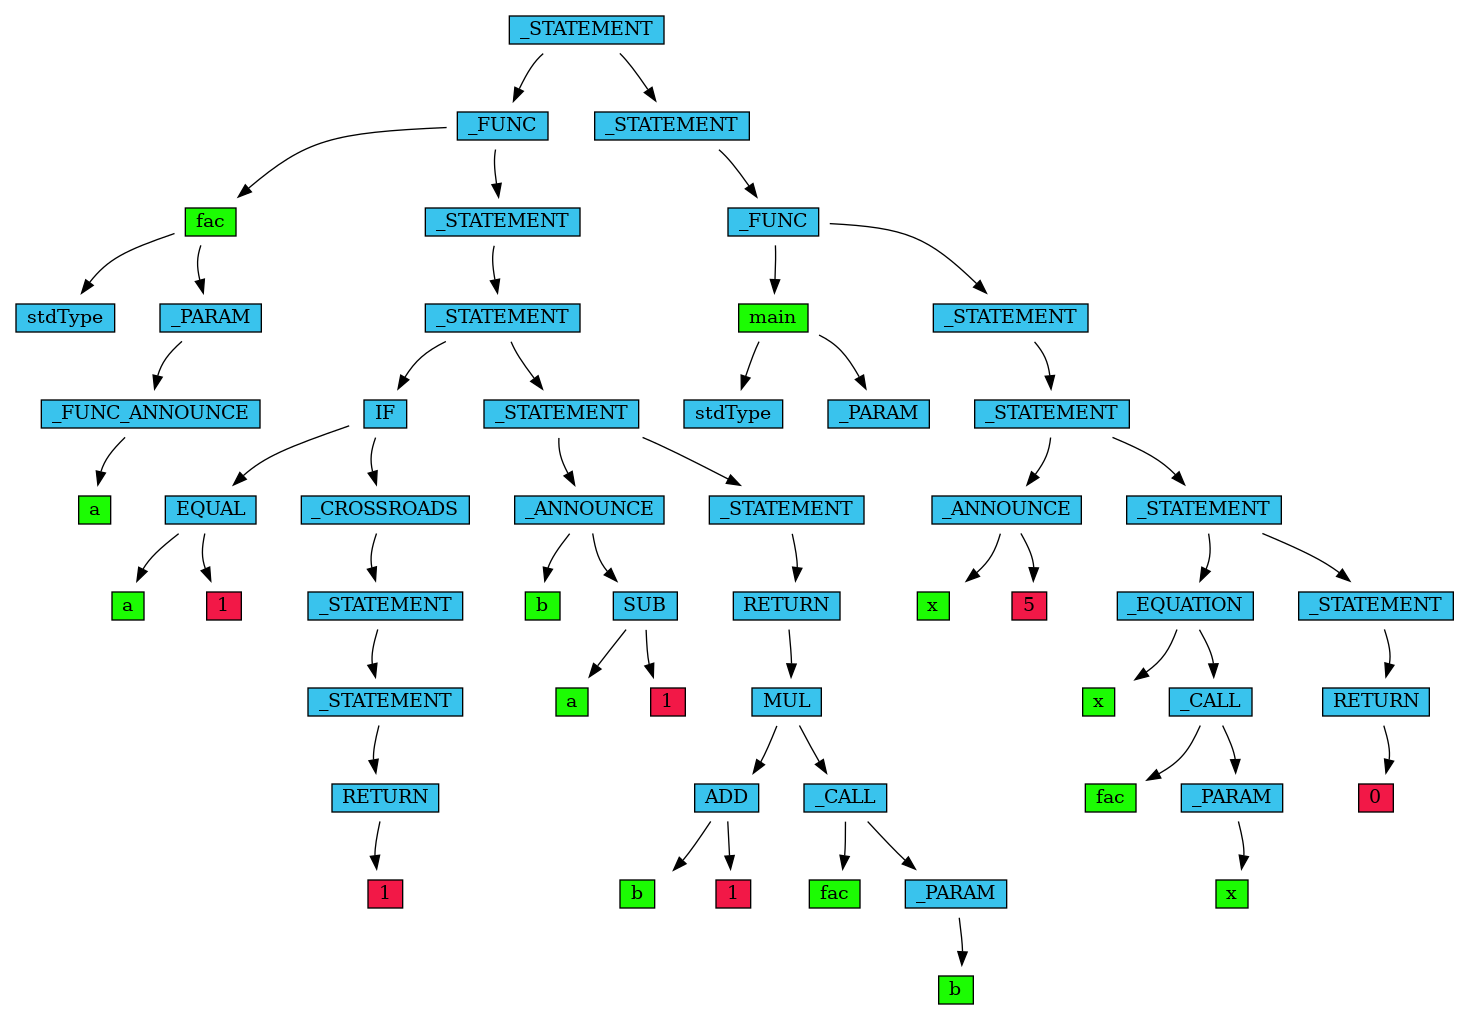 _STATEMENT
_FUNC _STATEMENT
fac _STATEMENT _FUNC
stdType _PARAM _STATEMENT main _STATEMENT
_FUNC_ANNOUNCE IF _STATEMENT stdType _PARAM _STATEMENT
a EQUAL _CROSSROADS _ANNOUNCE _STATEMENT _ANNOUNCE _STATEMENT
a 1 _STATEMENT b SUB RETURN x 5 _EQUATION _STATEMENT
_STATEMENT a 1 MUL x _CALL RETURN
RETURN ADD _CALL fac _PARAM 0
1 b 1 fac _PARAM x
b